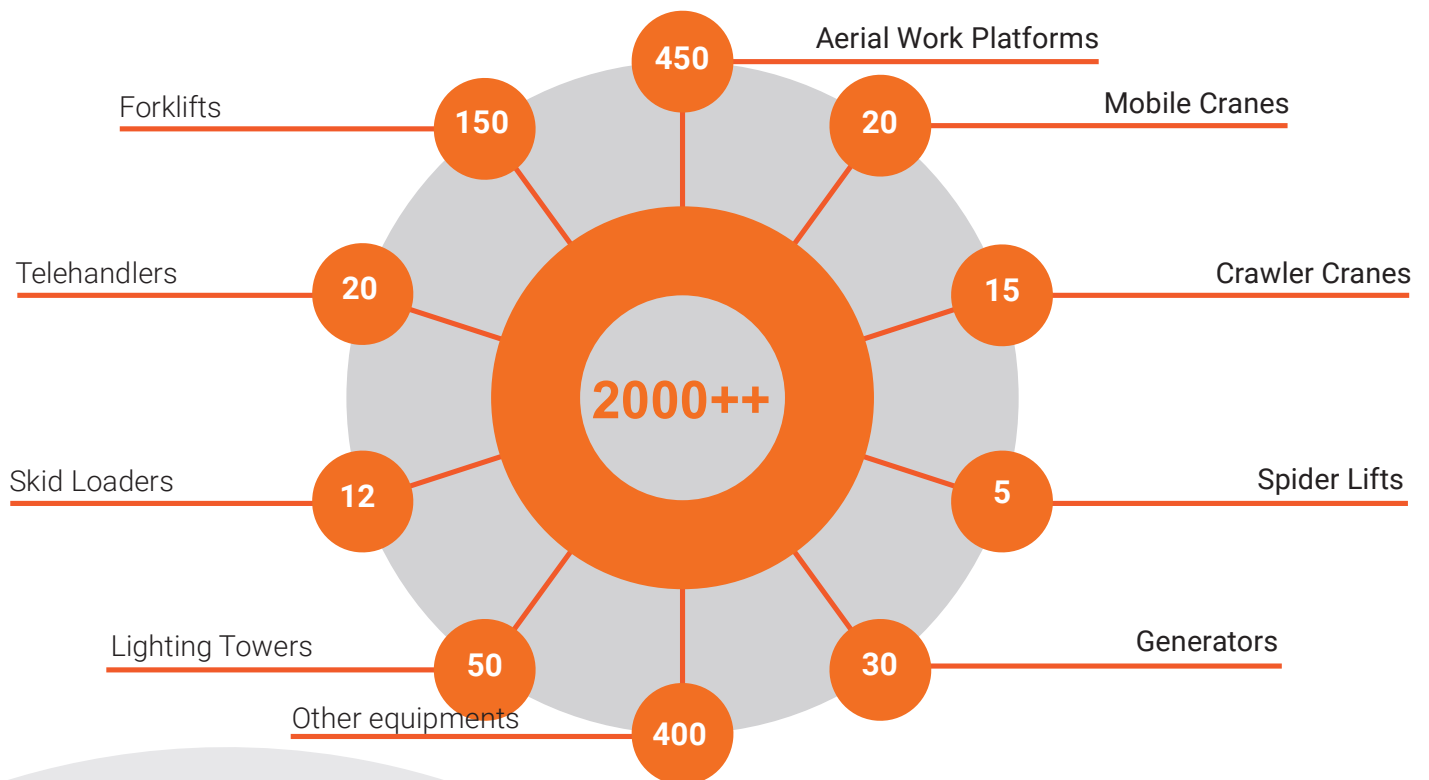 450
Aerial Work Platforms
Forklifts
150
20
Mobile Cranes
Telehandlers
20
15
Crawler Cranes
2000++
Skid Loaders
12
5
Spider Lifts
Lighting Towers
50
30
Generators
Other equipments
400